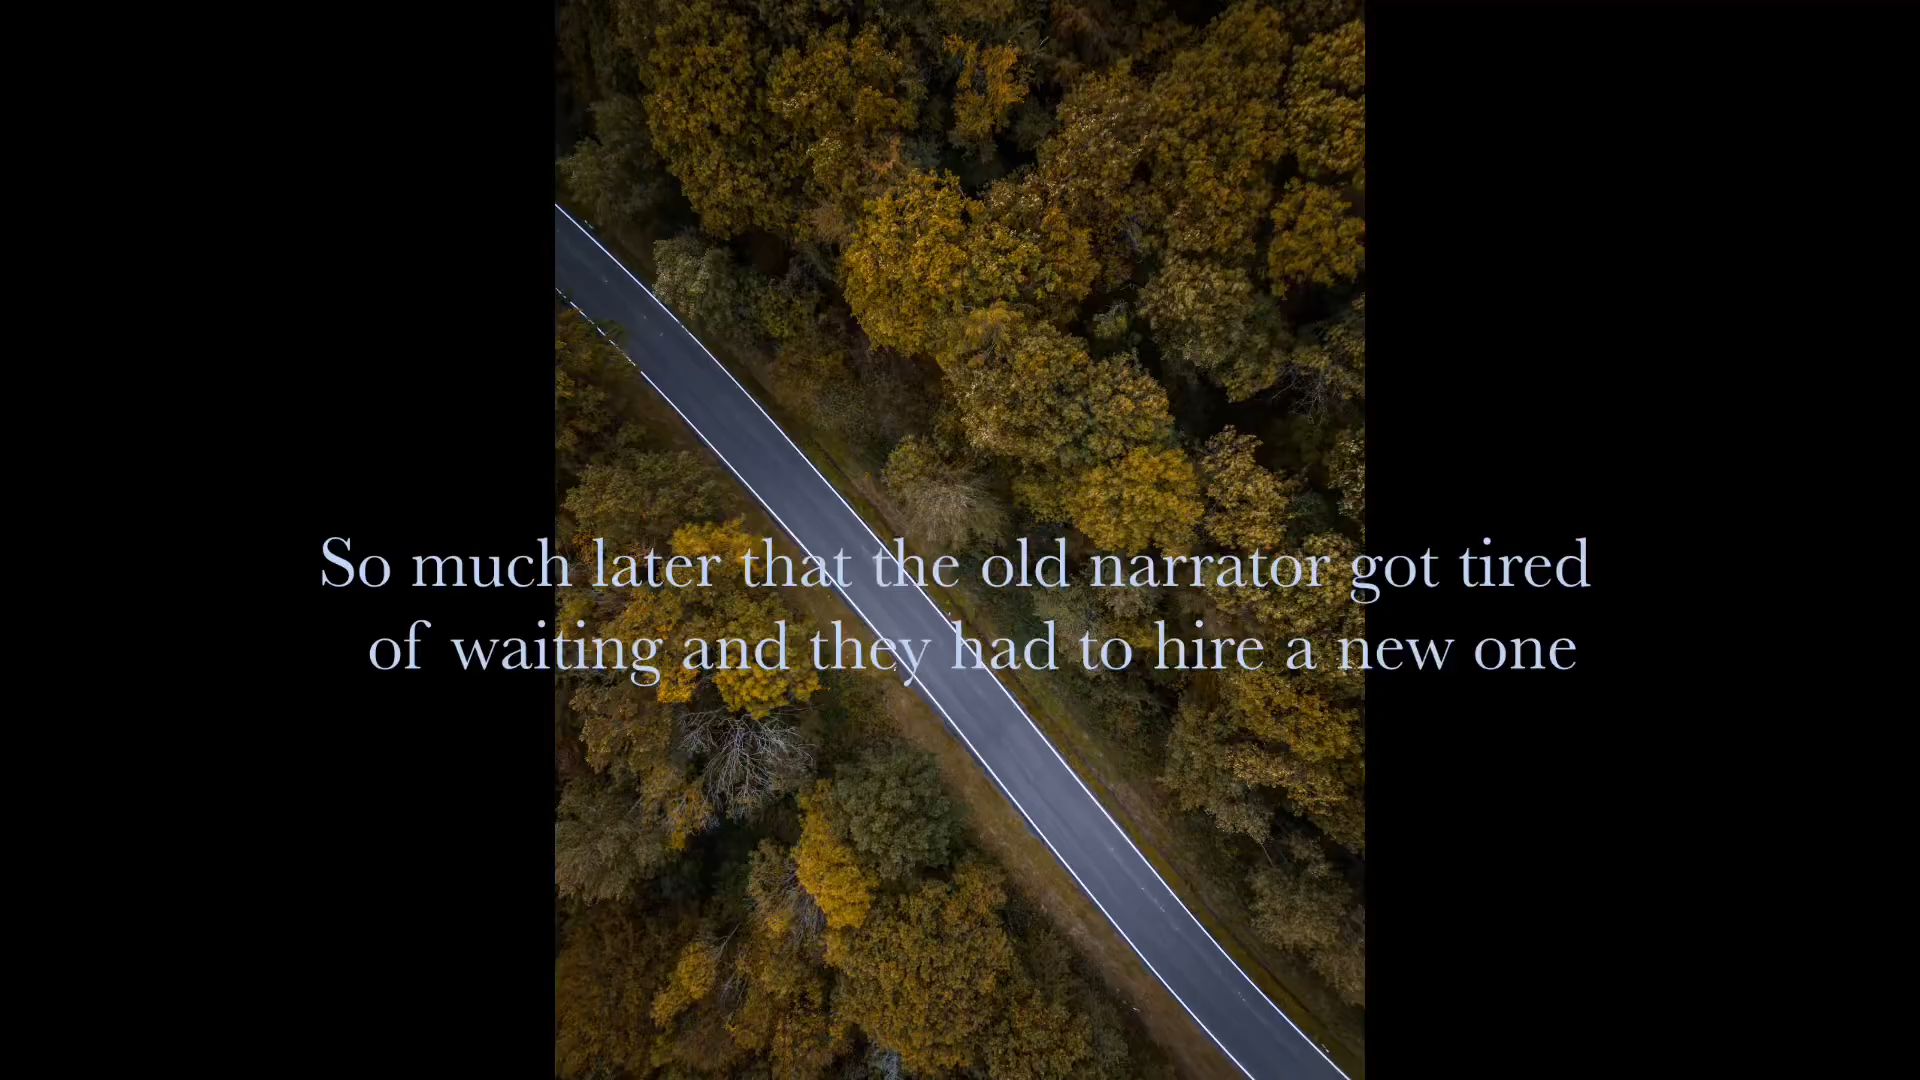 So much later that the old narrator got tired
of waiting and they had to hire a new one